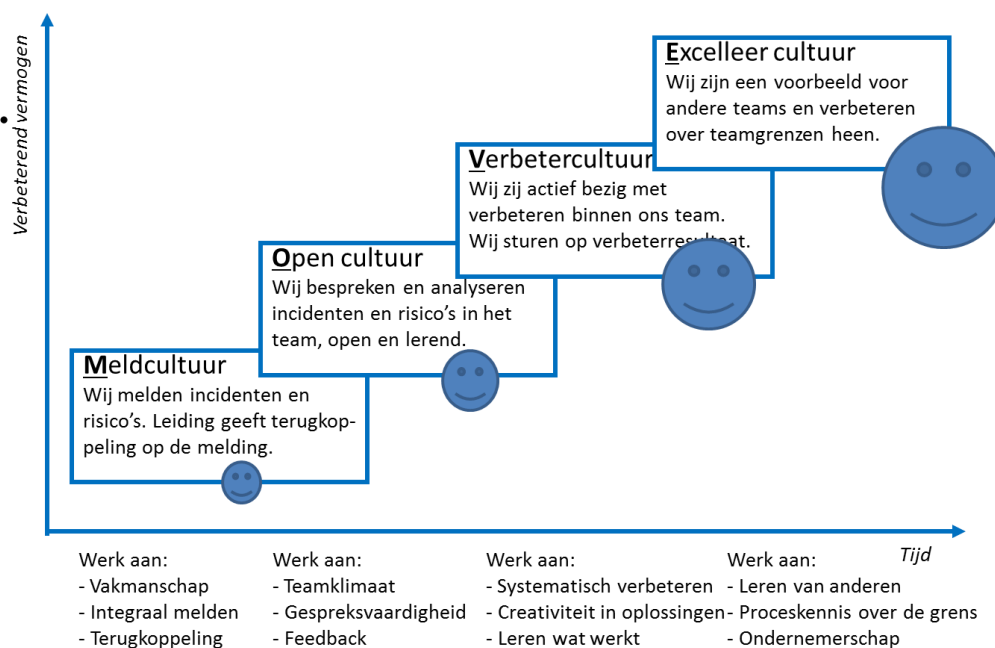 Verbeterend vermogen
Excelleer cultuur
Wij zijn een voorbeeld voor
andere teams en verbeteren
over teamgrenzen heen.
Verbetercultuur
Wij zij actief bezig met
verbeteren binnen ons team.
Wij sturen op verbeterresultaat.
Open cultuur
Wij bespreken en analyseren
incidenten en risico's in het
team, open en lerend.
Meldcultuur
Wij melden incidenten en
risico's. Leiding geeft terugkop-
peling op de melding.
Tijd
Werk aan:
- Vakmanschap
- Integraal melden
- Terugkoppeling
Werk aan:
- Teamklimaat
- Gespreksvaardigheid
- Feedback
Werk aan:
- Systematisch verbeteren
- Creativiteit in oplossingen
- Leren wat werkt
Werk aan:
- Leren van anderen
- Proceskennis over de grens
- Ondernemerschap